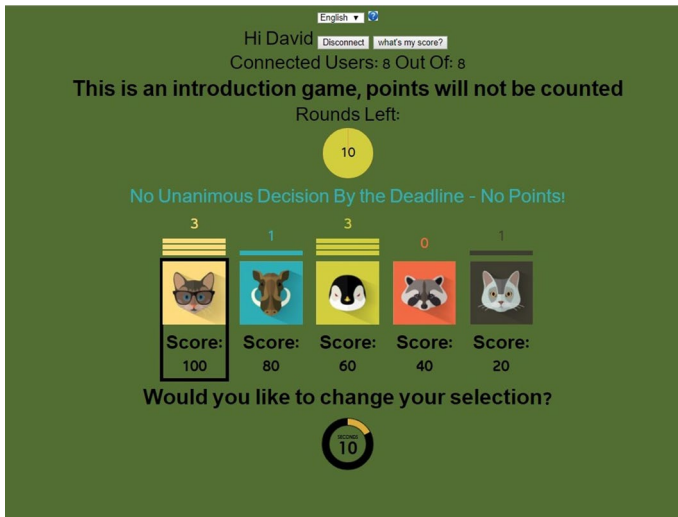 English
Hi David Disconnect what's my score?
Connected Users: 8 Out Of: 8
This is an introduction game, points will not be counted
Rounds Left:
10
No Unanimous Decision By the Deadline - No Points!
3 1 3 0 1
Score: Score: Score: Score: Score:
100 80 60 40 20
Would you like to change your selection?
SECONDS
10